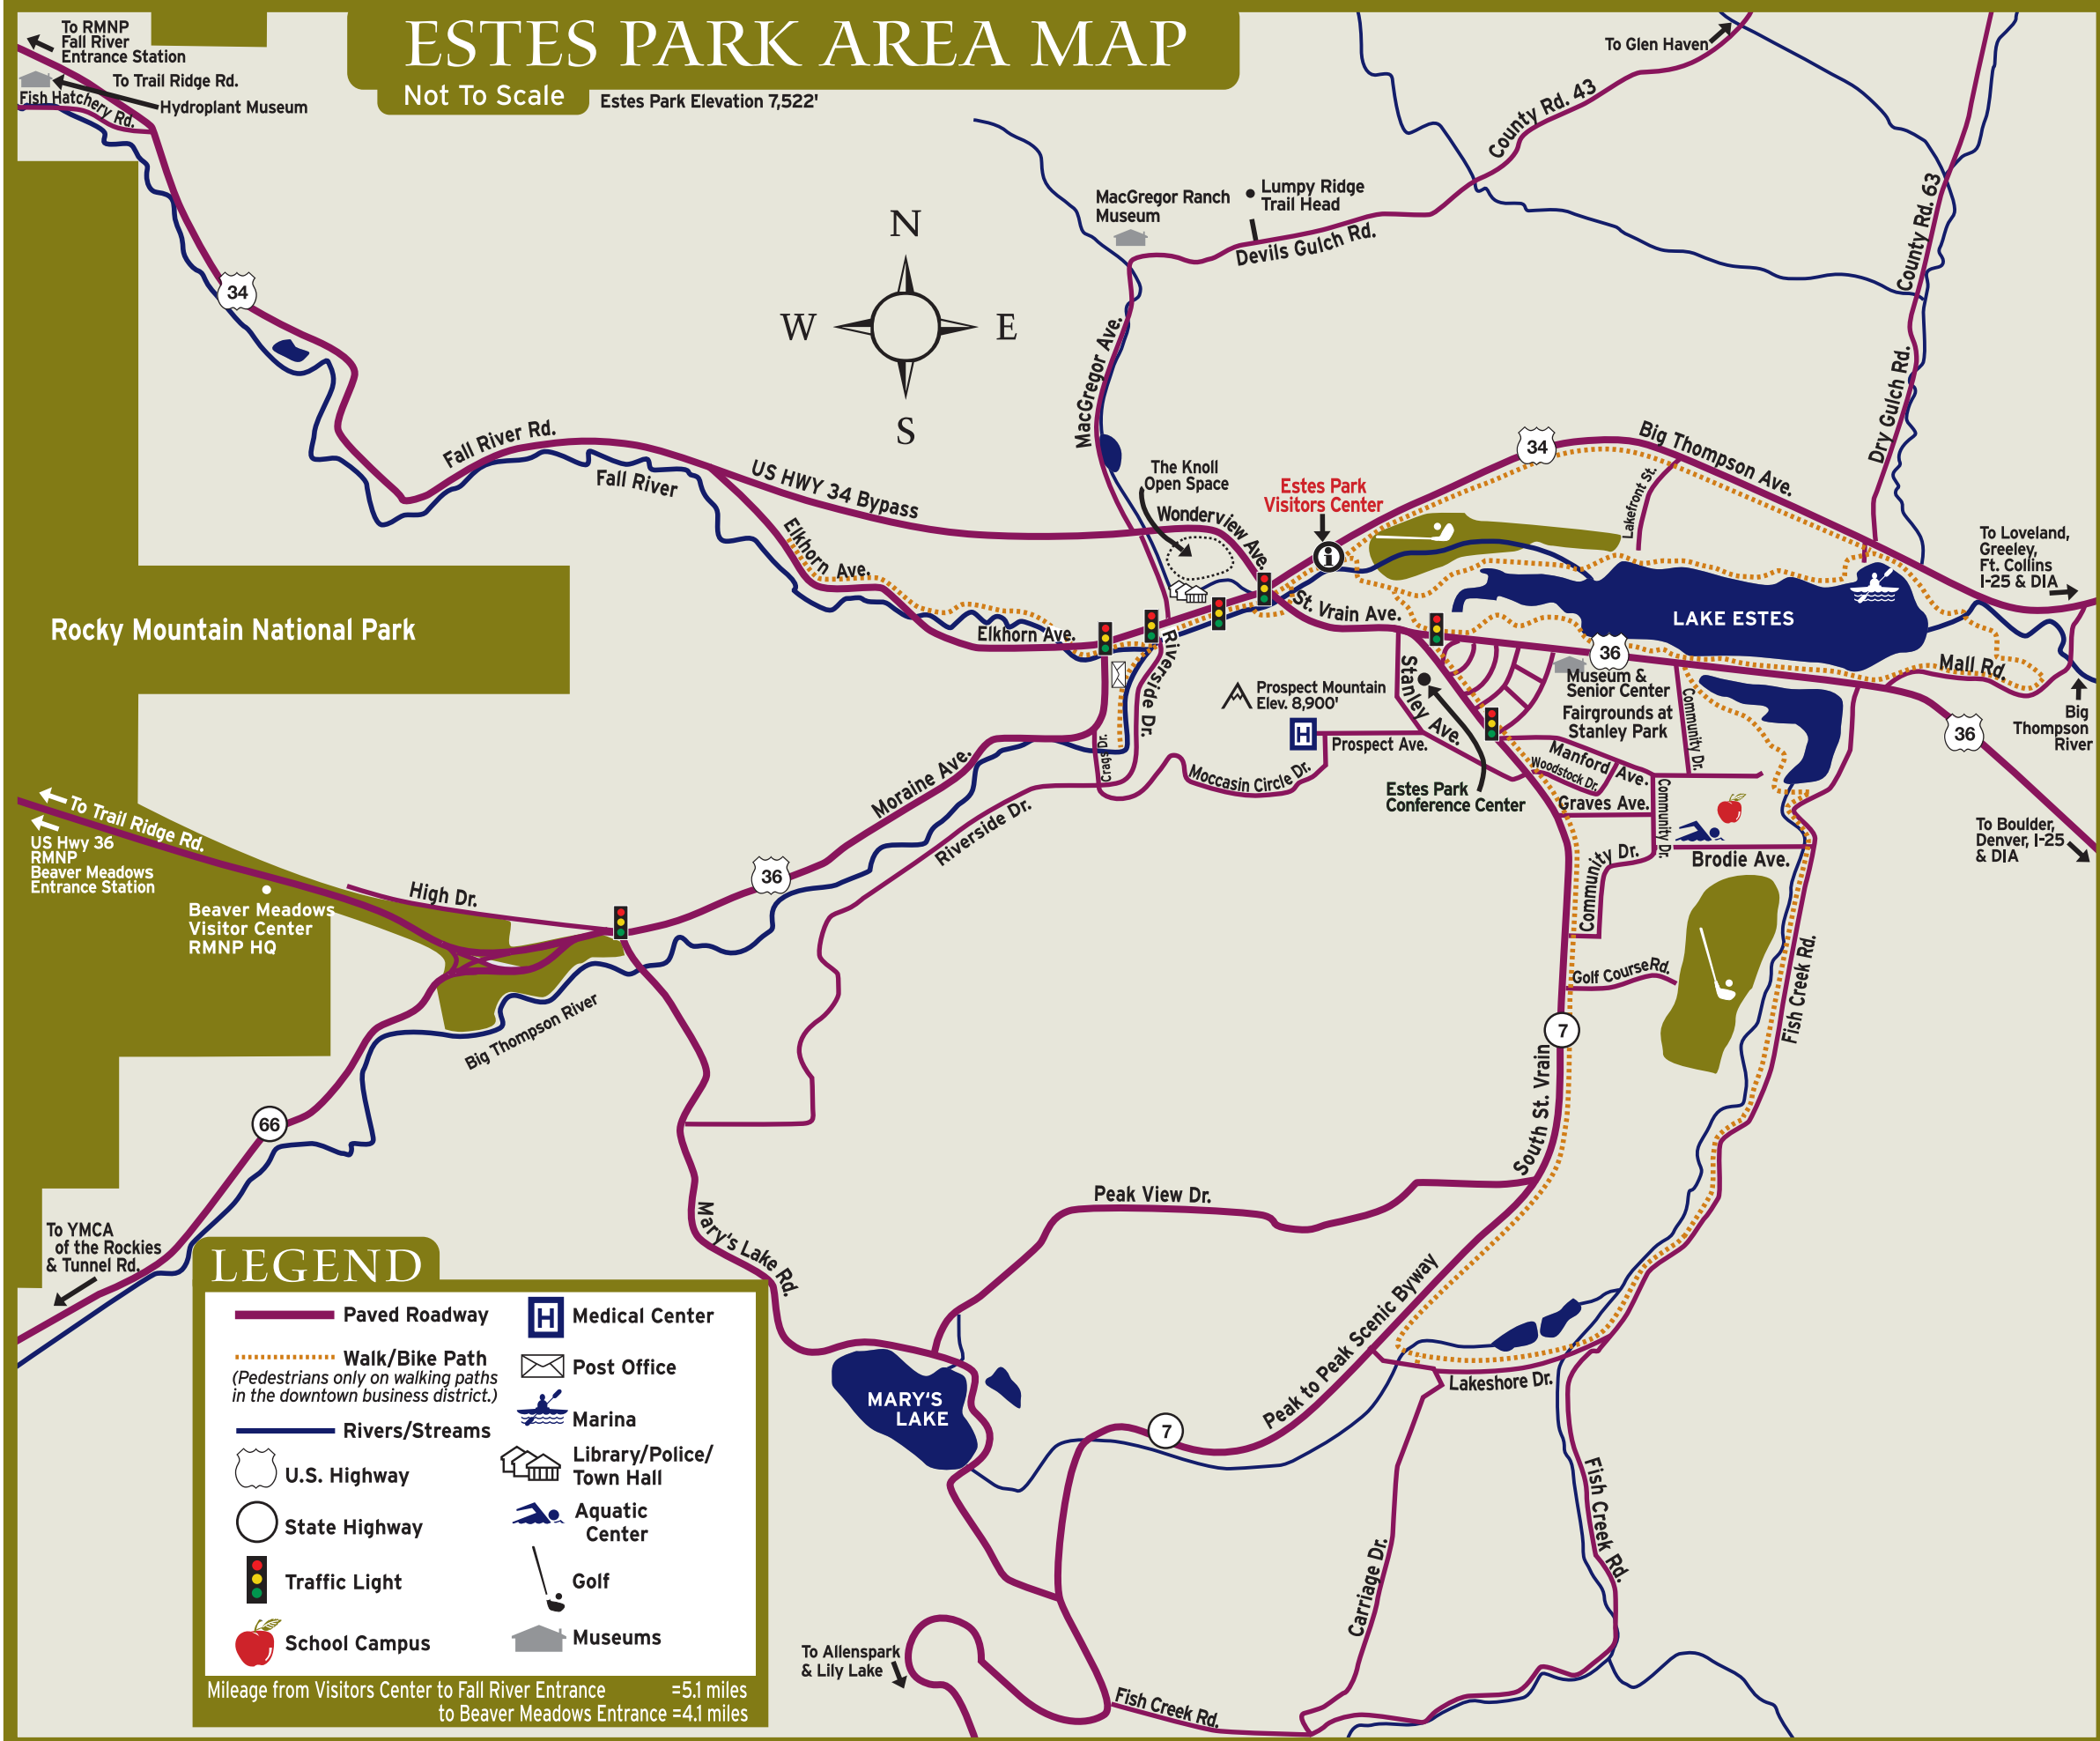 ESTES PARK AREA MAP
Not To Scale
Estes Park Elevation 7,522'
To RMNP
Fall River
Entrance Station
To Trail Ridge Rd.
Hydroplant Museum
Fish Hatchery Rd.
To Glen Haven
County Rd. 43
MacGregor Ranch
Museum
Lumpy Ridge
Trail Head
Devils Gulch Rd.
County Rd. 63
N
W
E
S
34
MacGregor Ave.
Dry Gulch Rd.
Fall River Rd.
Fall River
US HWY 34 Bypass
The Knoll
Open Space
Wonderview Ave.
Estes Park
Visitors Center
i
34
Big Thompson Ave.
Lakefront St.
To Loveland,
Greeley,
Ft. Collins
I-25 & DIA
Elkhorn Ave.
Elkhorn Ave.
St. Vrain Ave.
LAKE ESTES
Rocky Mountain National Park
Riverside Dr.
36
Mall Rd.
Stanley Ave.
Museum &
Senior Center
Fairgrounds at
Stanley Park
Community Dr.
Prospect Mountain
Elev. 8,900'
H
Prospect Ave.
Big
Thompson
River
36
Crags Dr.
Moccasin Circle Dr.
Manford Ave.
Woodstock Dr.
Estes Park
Conference Center
Graves Ave.
Community Dr.
Brodie Ave.
To Boulder,
Denver, I-25
& DIA
Moraine Ave.
Riverside Dr.
To Trail Ridge Rd.
US Hwy 36
RMNP
Beaver Meadows
Entrance Station
High Dr.
36
Beaver Meadows
Visitor Center
RMNP HQ
Community Dr.
Golf Course Rd.
Fish Creek Rd.
Big Thompson River
7
South St. Vrain
66
To YMCA
of the Rockies
& Tunnel Rd.
Mary's Lake Rd.
Peak View Dr.
Peak to Peak Scenic Byway
MARY'S
LAKE
Lakeshore Dr.
7
Fish Creek Rd.
Carriage Dr.
To Allenspark
& Lily Lake
Fish Creek Rd.
LEGEND
Paved Roadway
Walk/Bike Path
(Pedestrians only on walking paths
in the downtown business district.)
Rivers/Streams
U.S. Highway
State Highway
Traffic Light
School Campus
H
Medical Center
Post Office
Marina
Library/Police/
Town Hall
Aquatic
Center
Golf
Museums
Mileage from Visitors Center to Fall River Entrance =5.1 miles
to Beaver Meadows Entrance =4.1 miles